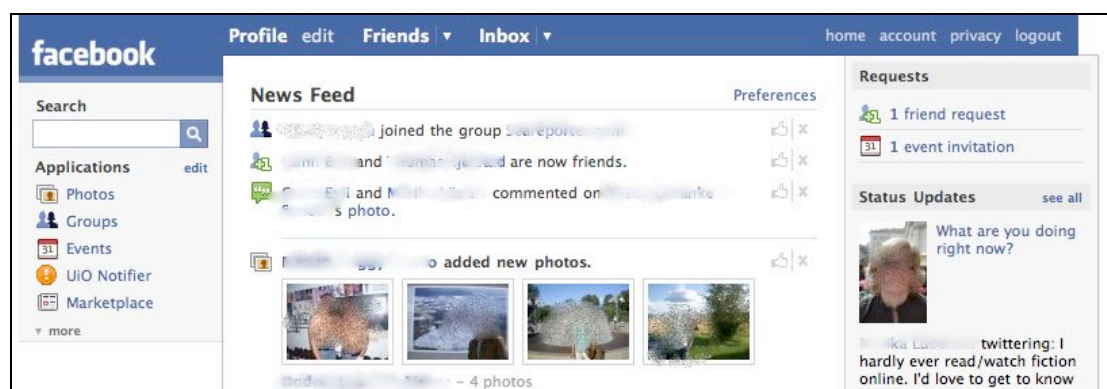 facebook
Profile edit Friends ▼ Inbox ▼
home account privacy logout
Search
Applications edit
Photos
Groups
31 Events
UiO Notifier
Marketplace
▼ more
News Feed Preferences
joined the group
and are now friends.
and commented on
's photo.
added new photos.
– 4 photos
Requests
1 friend request
31 1 event invitation
Status Updates see all
What are you doing
right now?
twittering: I
hardly ever read/watch fiction
online. I'd love to get to know